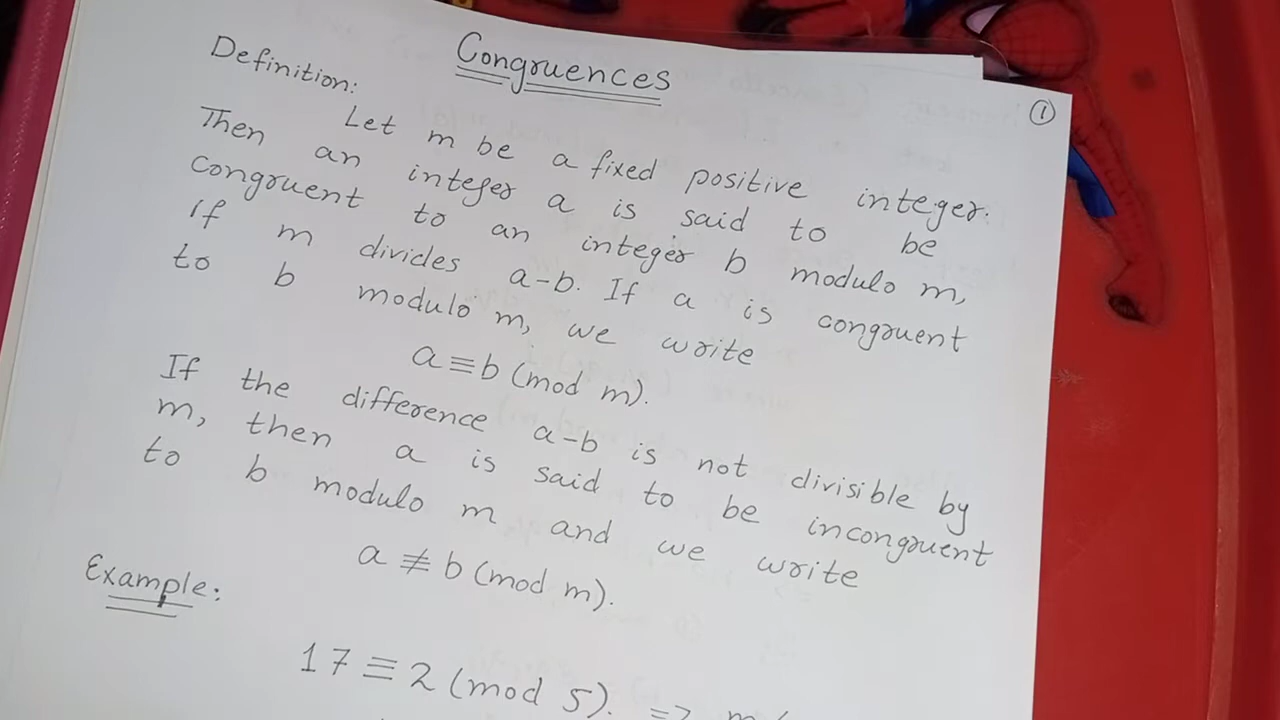 Congruences
①
Definition:
Let m be a fixed positive integer.
Then an integer a is said to be
congruent to an integer b modulo m,
if m divides a-b. If a is congruent
to b modulo m, we write
a≡b (mod m).
If the difference a-b is not divisible by
m, then a is said to be incongruent
to b modulo m and we write
a ≢ b (mod m).
Example:
17 ≡ 2 (mod 5). ⇒ m/